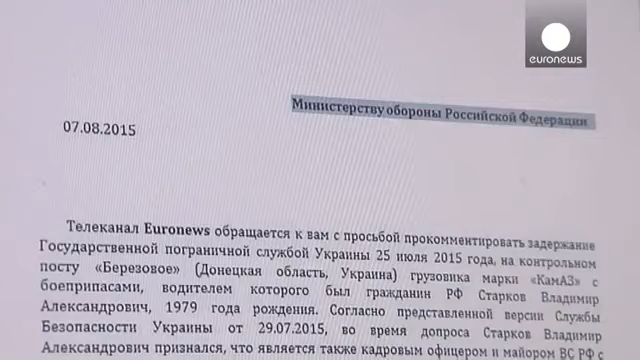 euronews
Министерству обороны Российской Федерации
07.08.2015
Телеканал Euronews обращается к вам с просьбой прокомментировать задержание
Государственной пограничной службой Украины 25 июля 2015 года, на контрольном
посту «Березовое» (Донецкая область, Украина) грузовика марки «КамАЗ» с
боеприпасами, водителем которого был гражданин РФ Старков Владимир
Александрович, 1979 года рождения. Согласно представленной версии Службы
Безопасности Украины от 29.07.2015, во время допроса Старков Владимир
Александрович признался, что является также кадровым офицером и майором ВС РФ с